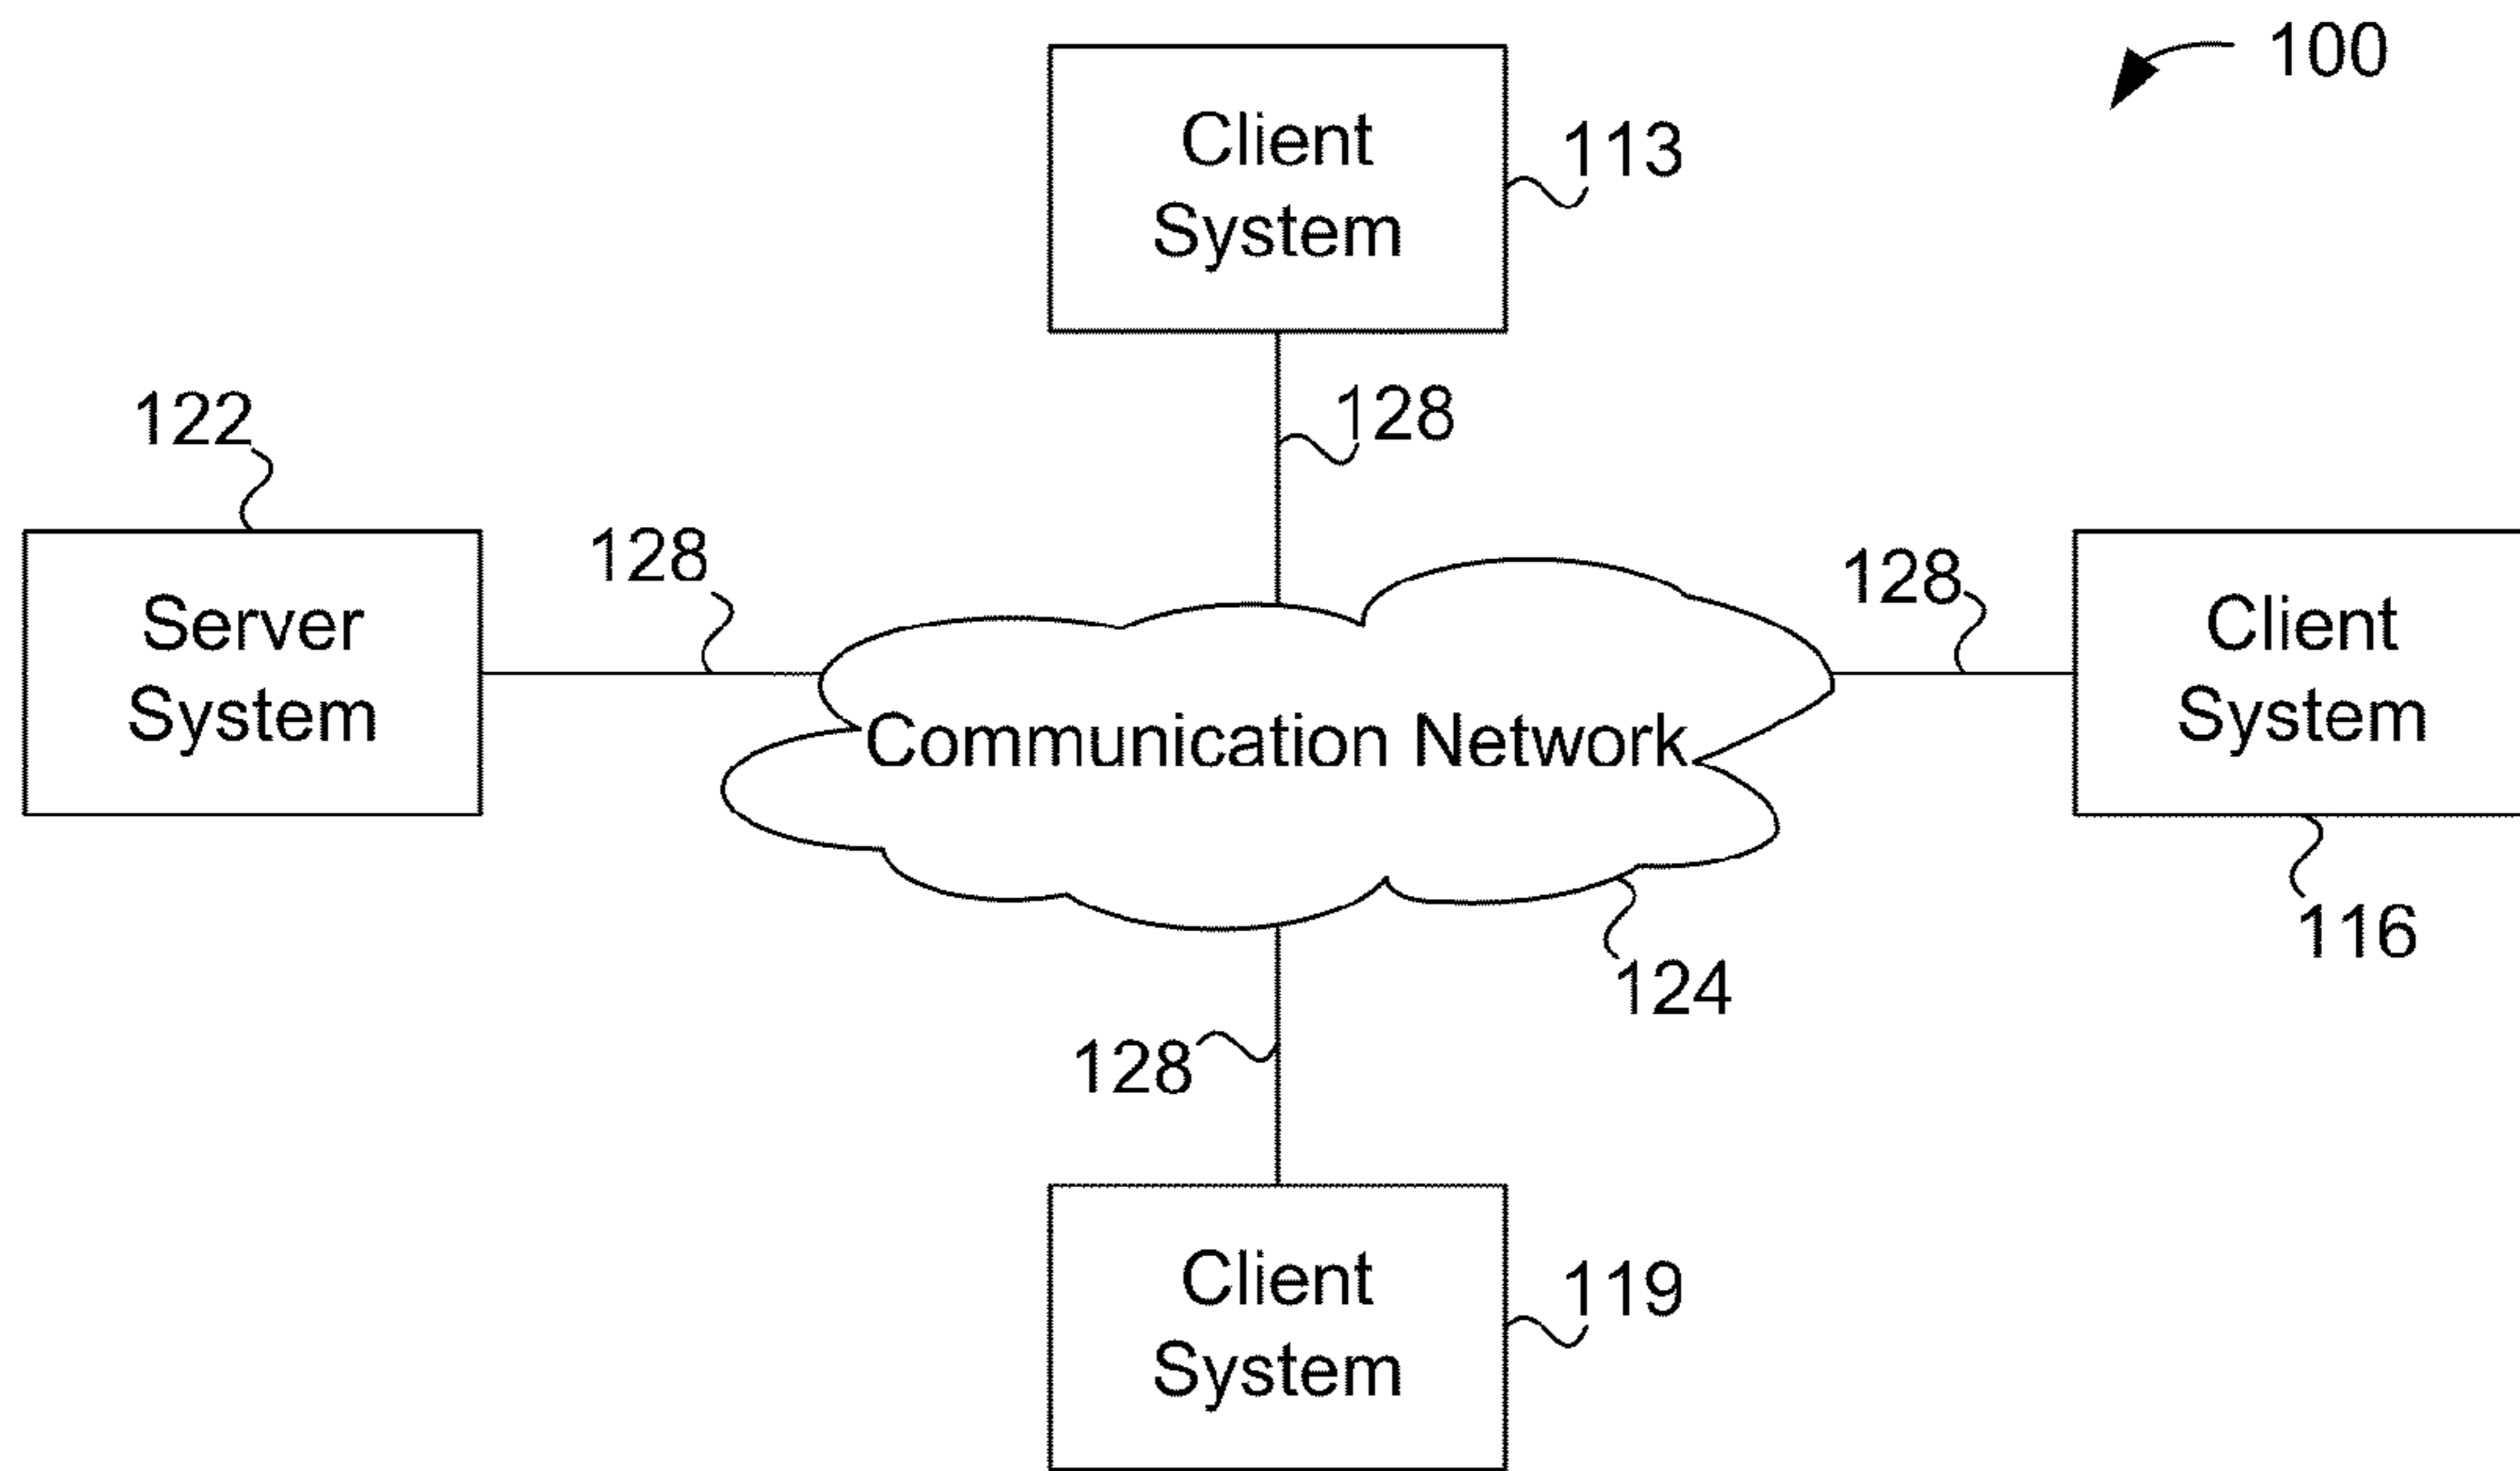 100
Client
System
113
128
122
Server
System
128
Communication Network
128
Client
System
116
124
128
Client
System
119